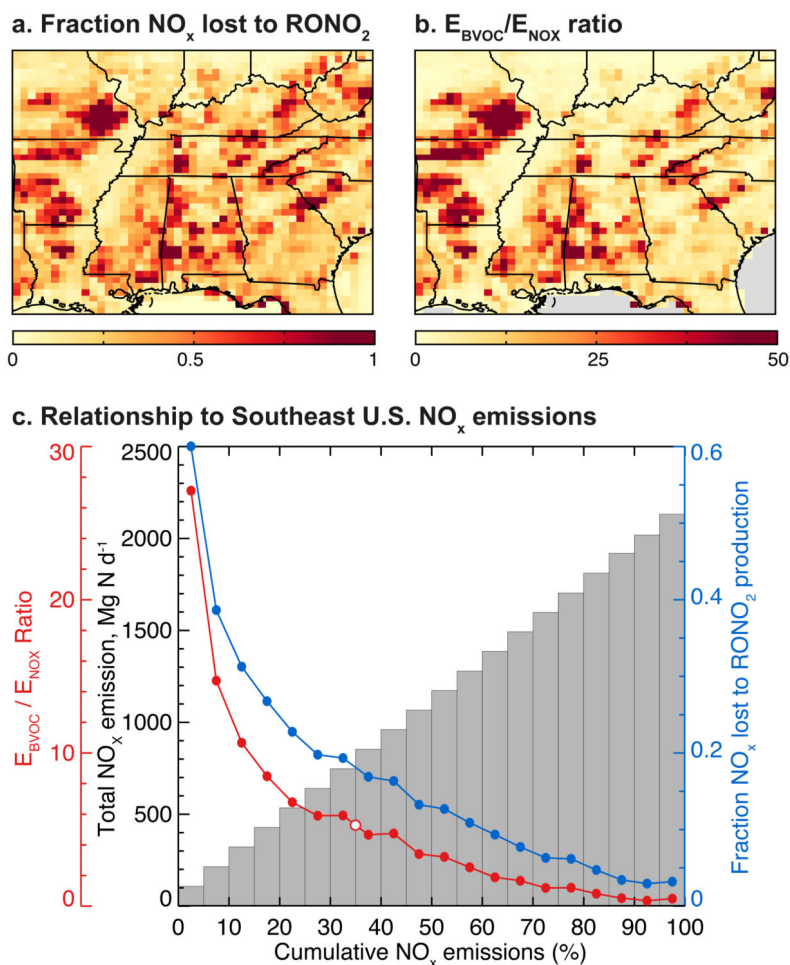 a. Fraction NOx lost to RONO2
b. EBVOC/ENOX ratio
0 0.5 1
0 25 50
c. Relationship to Southeast U.S. NOx emissions
30
20
10
0
EBVOC / ENOX Ratio
2500
2000
1500
1000
500
0
Total NOx emission, Mg N d-1
0.6
0.4
0.2
0
Fraction NOx lost to RONO2 production
0 10 20 30 40 50 60 70 80 90 100
Cumulative NOx emissions (%)